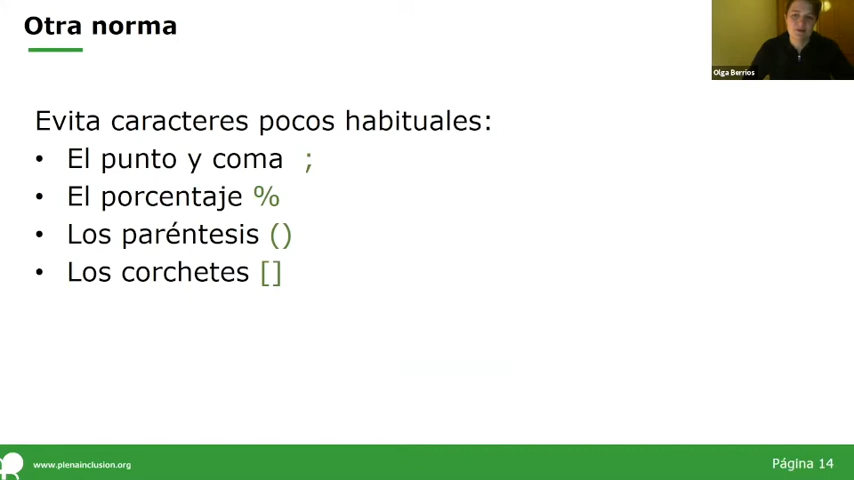 Otra norma
Olga Berrios
Evita caracteres pocos habituales:
• El punto y coma ;
• El porcentaje %
• Los paréntesis ()
• Los corchetes []
www.plenainclusion.org
Página 14